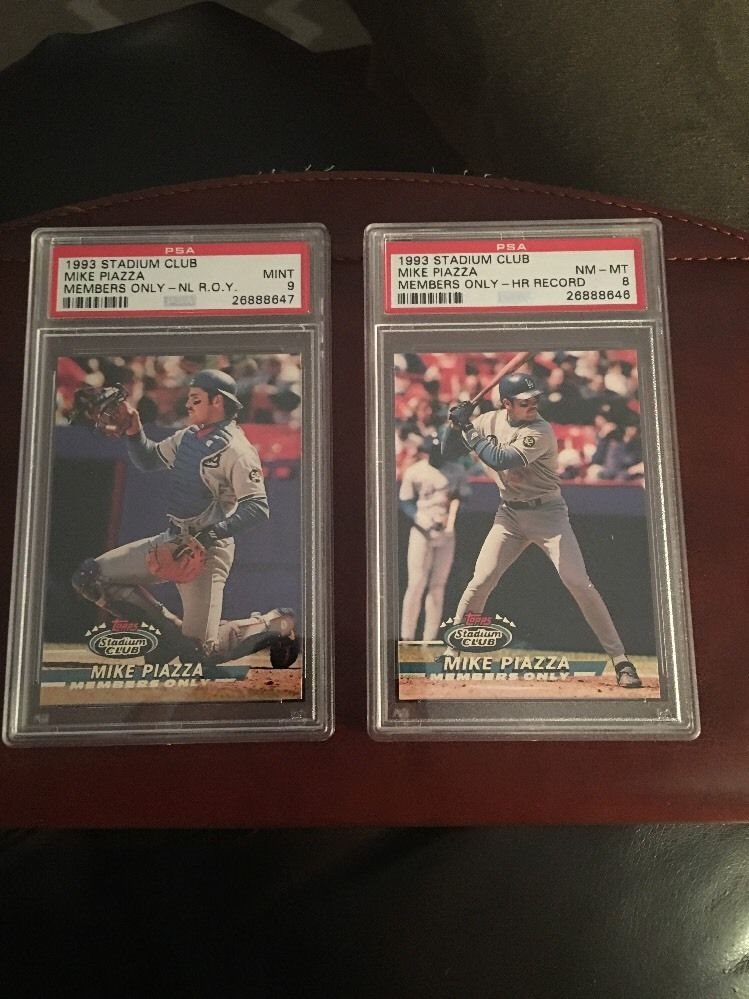 PSA
1993 STADIUM CLUB
MIKE PIAZZA MINT
MEMBERS ONLY - NL R.O.Y. 9
26888647
Topps
Stadium
CLUB
MIKE PIAZZA
MEMBERS ONLY
PSA
1993 STADIUM CLUB
MIKE PIAZZA NM - MT
MEMBERS ONLY - HR RECORD 8
26888646
LA
Topps
Stadium
CLUB
MIKE PIAZZA
MEMBERS ONLY